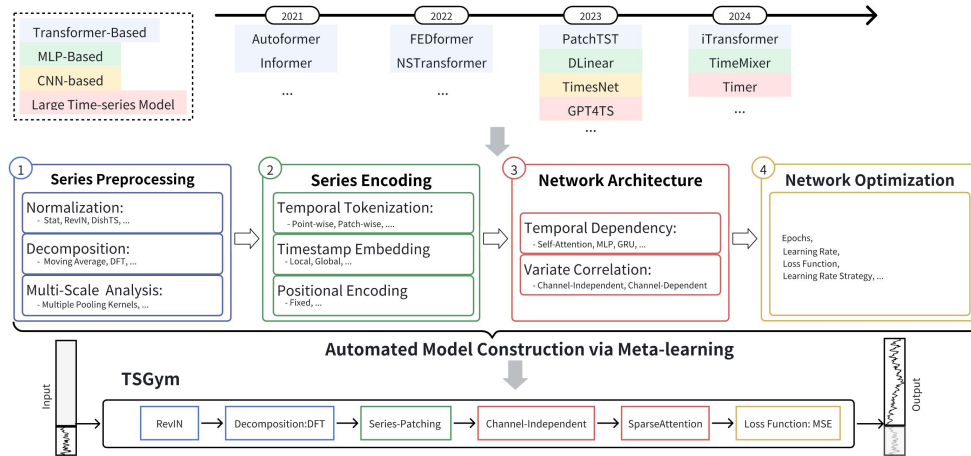 2021
2022
2023
2024
Transformer-Based
MLP-Based
CNN-based
Large Time-series Model
Autoformer
Informer
...
FEDformer
NSTransformer
...
PatchTST
DLinear
TimesNet
GPT4TS
...
iTransformer
TimeMixer
Timer
...
1
Series Preprocessing
Normalization:
- Stat, RevIN, DishTS, ...
Decomposition:
- Moving Average, DFT, ...
Multi-Scale Analysis:
- Multiple Pooling Kernels, ...
2
Series Encoding
Temporal Tokenization:
- Point-wise, Patch-wise, ....
Timestamp Embedding
- Local, Global, ...
Positional Encoding
- Fixed, ...
3
Network Architecture
Temporal Dependency:
- Self-Attention, MLP, GRU, ...
Variate Correlation:
- Channel-Independent, Channel-Dependent
4
Network Optimization
Epochs,
Learning Rate,
Loss Function,
Learning Rate Strategy, ...
Automated Model Construction via Meta-learning
TSGym
Input
RevIN
Decomposition:DFT
Series-Patching
Channel-Independent
SparseAttention
Loss Function: MSE
Output